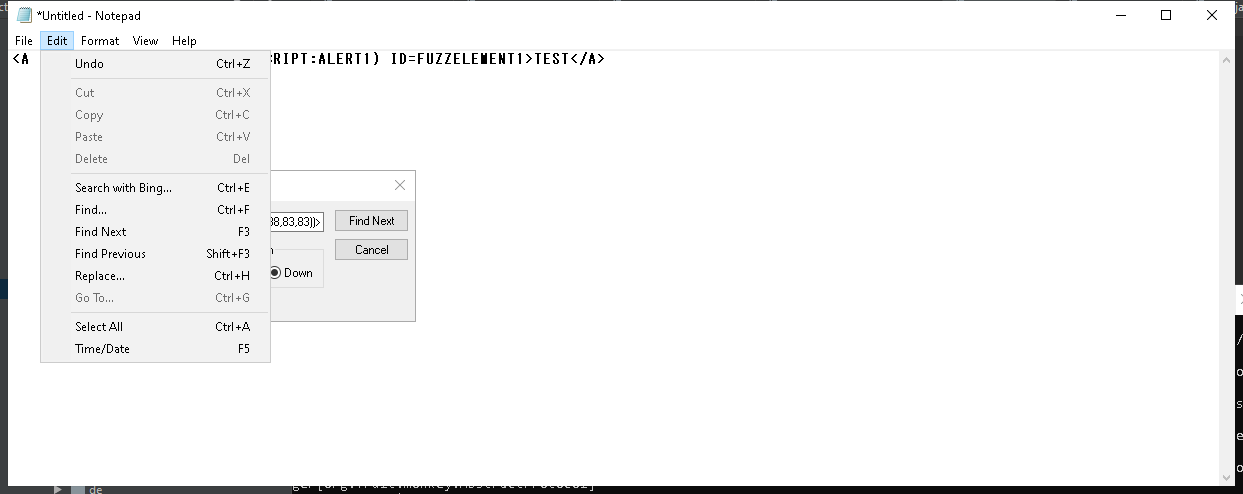 *Untitled - Notepad
File Edit Format View Help
<A RIPT:ALERT1) ID=FUZZELEMENT1>TEST</A>
Undo Ctrl+Z
Cut Ctrl+X
Copy Ctrl+C
Paste Ctrl+V
Delete Del
Search with Bing... Ctrl+E
Find... Ctrl+F
Find Next F3
Find Previous Shift+F3
Replace... Ctrl+H
Go To... Ctrl+G
Select All Ctrl+A
Time/Date F5
88,83,83))> Find Next
Cancel
Down
de